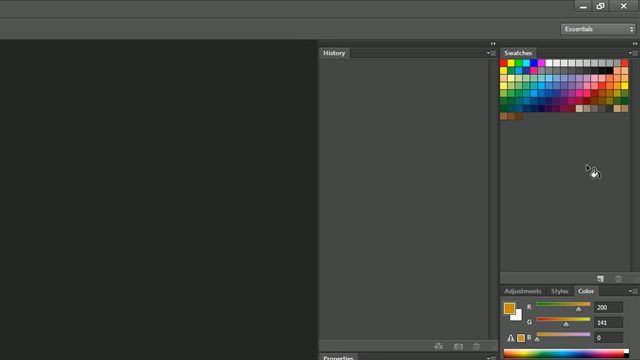 Essentials
History
Swatches
Adjustments Styles Color
R 200
G 141
B 0
Properties